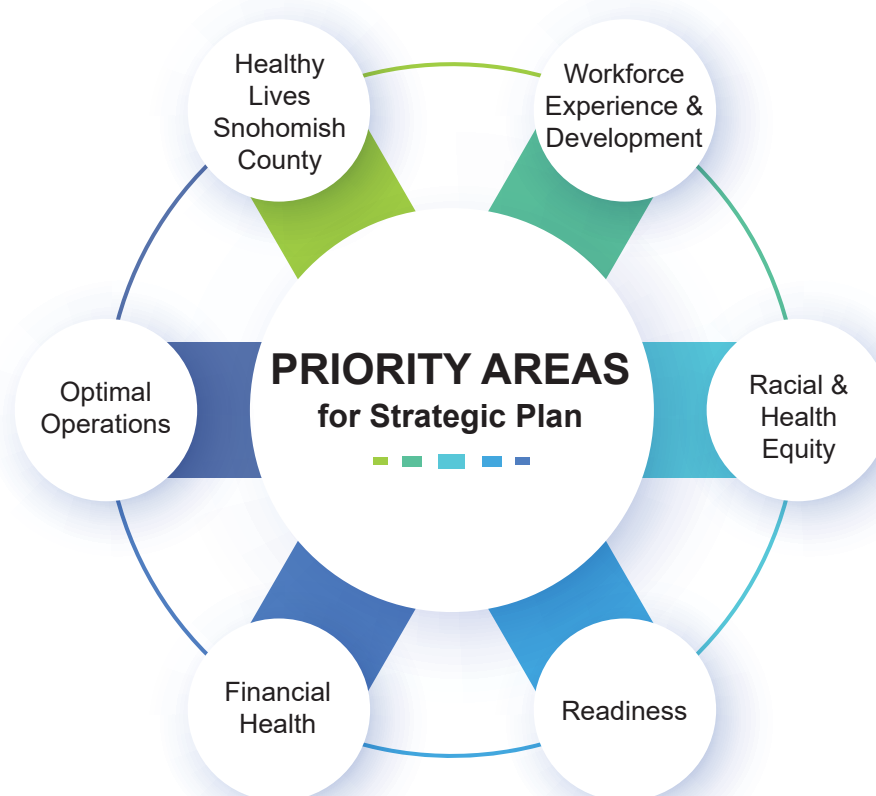 Healthy
Lives
Snohomish
County
Workforce
Experience &
Development
PRIORITY AREAS
for Strategic Plan
Optimal
Operations
Racial &
Health
Equity
Financial
Health
Readiness